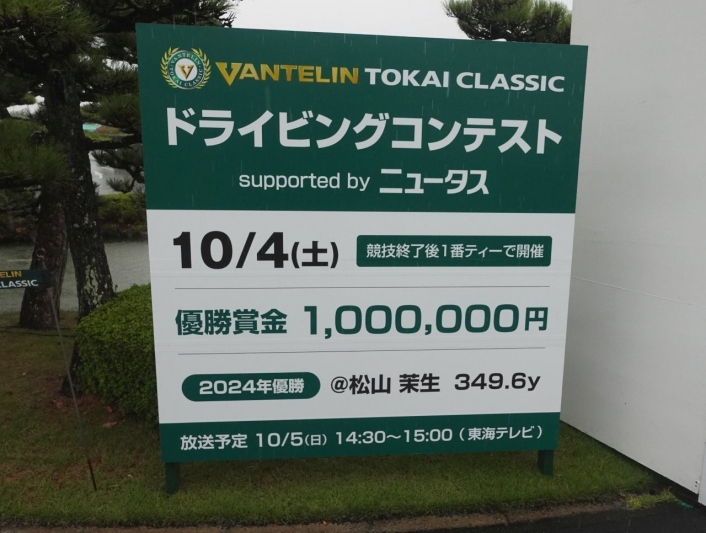 VANTELIN TOKAI CLASSIC
ドライビングコンテスト
supported by ニュータス
10/4(土) 競技終了後1番ティーで開催
優勝賞金 1,000,000円
2024年優勝 @松山 茉生 349.6y
放送予定 10/5(日) 14:30〜15:00(東海テレビ)
CLASSIC